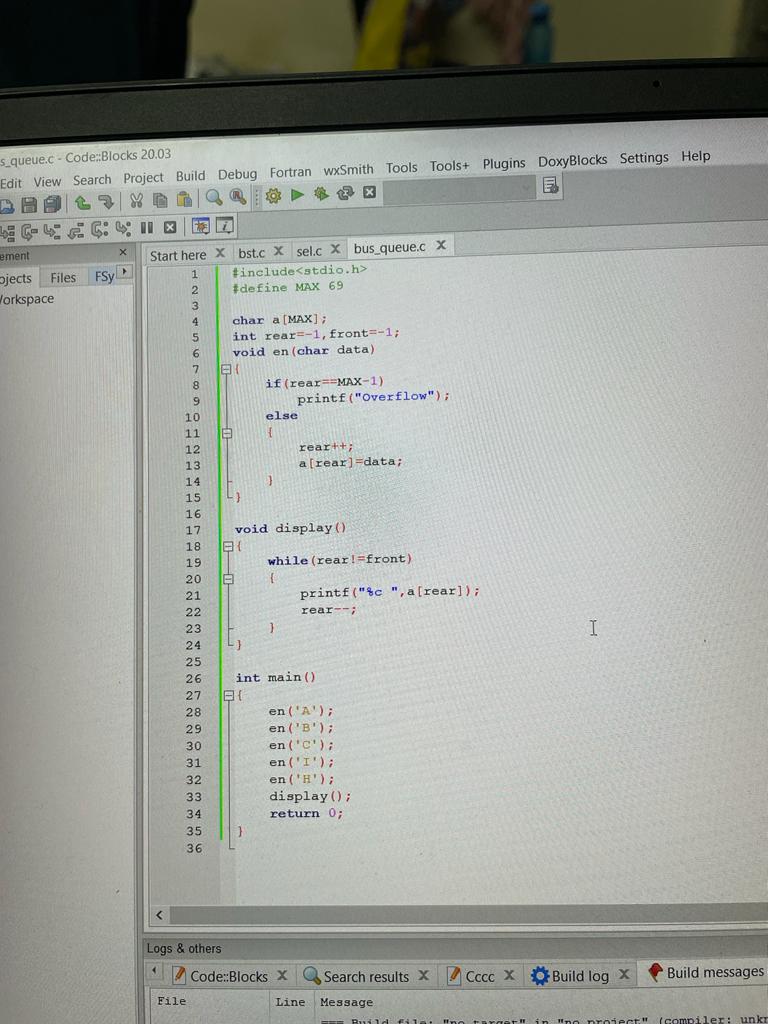 s_queue.c - Code::Blocks 20.03
Edit View Search Project Build Debug Fortran wxSmith Tools Tools+ Plugins DoxyBlocks Settings Help
ement X
Start here X bst.c X sel.c X bus_queue.c X
ojects Files FSy
/orkspace
1 #include<stdio.h>
2 #define MAX 69
3
4 char a[MAX];
5 int rear=-1,front=-1;
6 void en(char data)
7 {
8 if(rear==MAX-1)
9 printf("Overflow");
10 else
11 {
12 rear++;
13 a[rear]=data;
14 }
15 }
16
17 void display()
18 {
19 while(rear!=front)
20 {
21 printf("%c ",a[rear]);
22 rear--;
23 }
24 }
25
26 int main()
27 {
28 en('A');
29 en('B');
30 en('C');
31 en('I');
32 en('H');
33 display();
34 return 0;
35 }
36
Logs & others
Code::Blocks X Search results X Cccc X Build log X Build messages
File Line Message
=== Build file: "no target" in "no project" (compiler: unkr